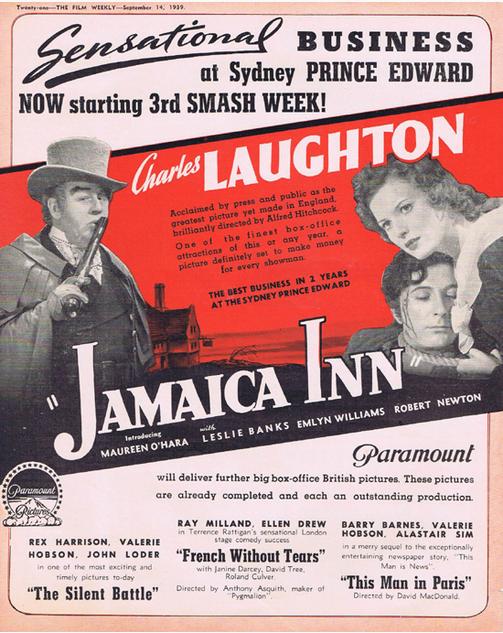 Twenty-one—THE FILM WEEKLY—September 14, 1939.
Sensational BUSINESS
at Sydney PRINCE EDWARD
NOW starting 3rd SMASH WEEK!
Charles LAUGHTON
Acclaimed by press and public as the
greatest picture yet made in England,
brilliantly directed by Alfred Hitchcock.
One of the finest box-office
attractions of this or any year, a
picture definitely set to make money
for every showman.
THE BEST BUSINESS IN 2 YEARS
AT THE SYDNEY PRINCE EDWARD
"JAMAICA INN
Introducing
MAUREEN O'HARA with LESLIE BANKS EMLYN WILLIAMS ROBERT NEWTON
Paramount
will deliver further big box-office British pictures. These pictures
are already completed and each an outstanding production.
Paramount
Pictures
REX HARRISON, VALERIE
HOBSON, JOHN LODER
in one of the most exciting and
timely pictures to-day
"The Silent Battle"
RAY MILLAND, ELLEN DREW
in Terrence Rattigan's sensational London
stage comedy success
"French Without Tears"
with Janine Darcey, David Tree,
Roland Culver.
Directed by Anthony Asquith, maker of
"Pygmalion".
BARRY BARNES, VALERIE
HOBSON, ALASTAIR SIM
in a merry sequel to the exceptionally
entertaining newspaper story, "This
Man is News".
"This Man in Paris"
Directed by David MacDonald.